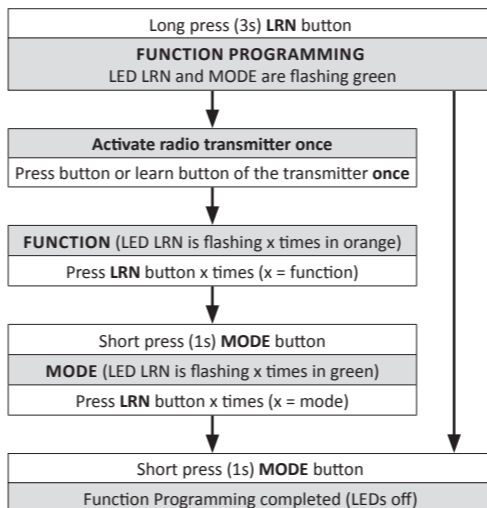 Long press (3s) LRN button
FUNCTION PROGRAMMING
LED LRN and MODE are flashing green
Activate radio transmitter once
Press button or learn button of the transmitter once
FUNCTION (LED LRN is flashing x times in orange)
Press LRN button x times (x = function)
Short press (1s) MODE button
MODE (LED LRN is flashing x times in green)
Press LRN button x times (x = mode)
Short press (1s) MODE button
Function Programming completed (LEDs off)